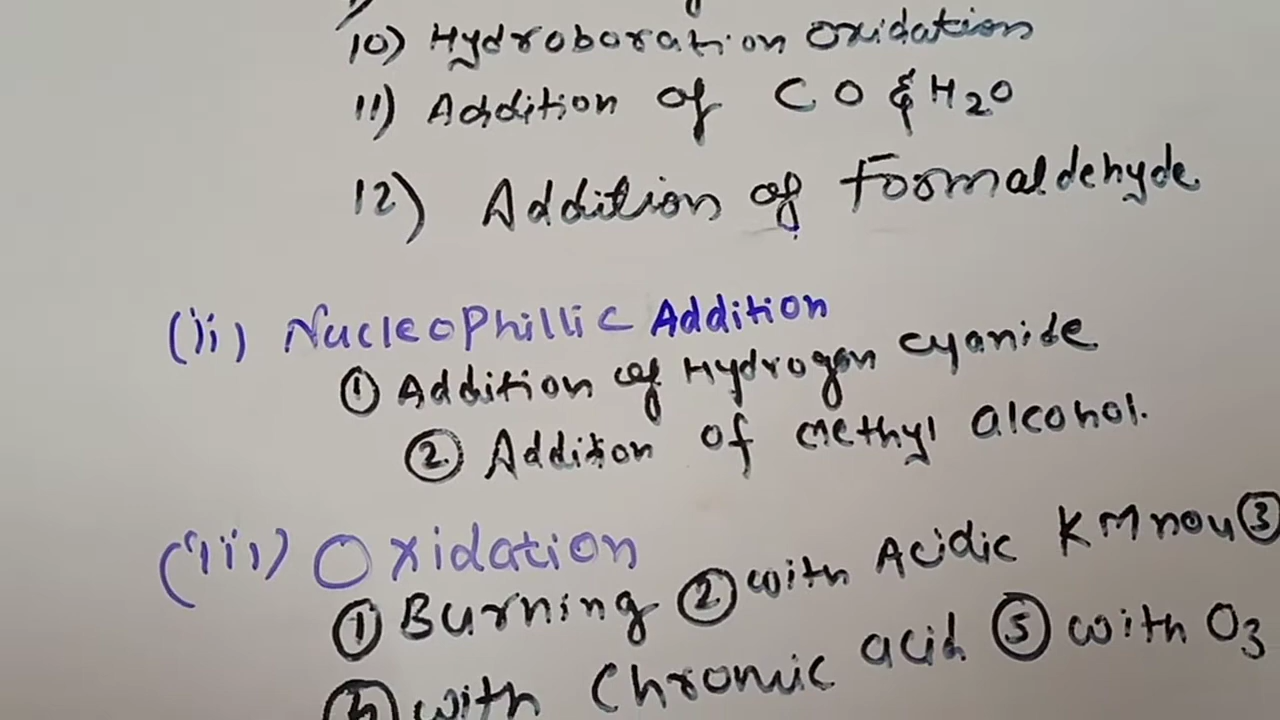 10) Hydroboration Oxidation
11) Addition of CO & H2O
12) Addition of Formaldehyde
(ii) Nucleophillic Addition
① Addition of Hydrogen cyanide
② Addition of methyl alcohol.
(iii) Oxidation
① Burning ② with Acidic KMnO4 ③
④ with Chromic acid ⑤ with O3